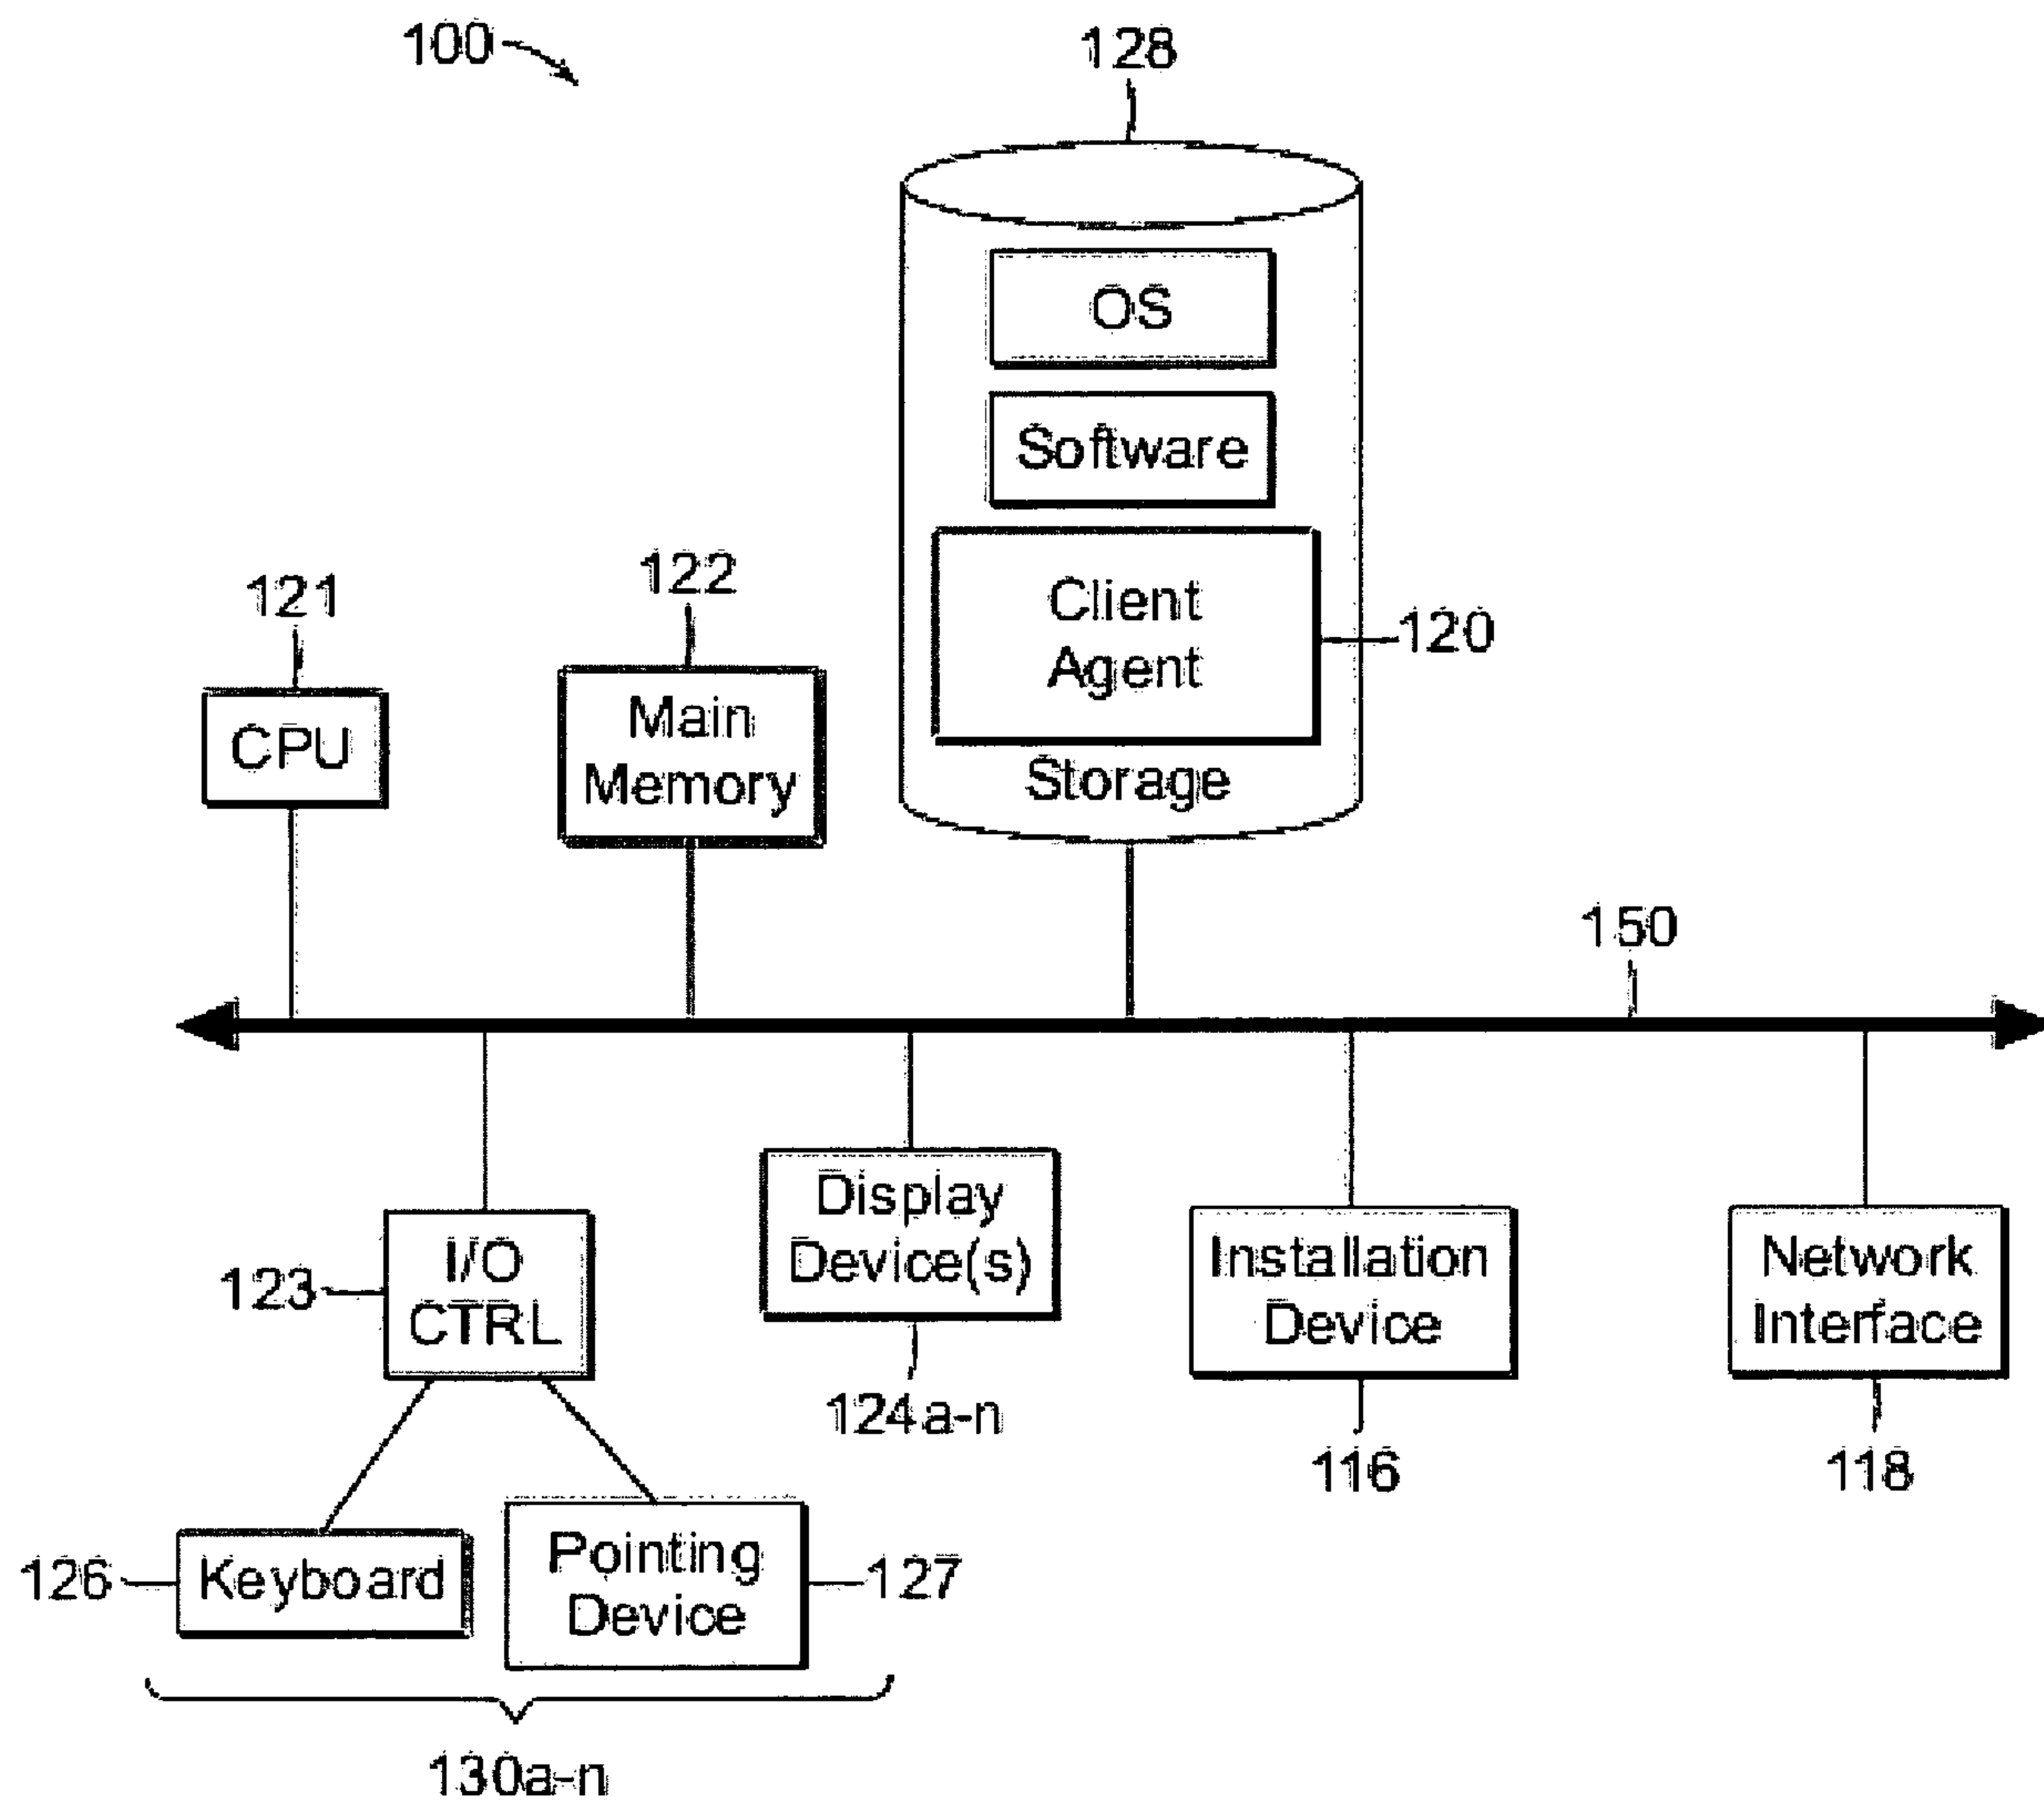 100
128
OS
Software
Client
Agent
120
Storage
121
CPU
122
Main
Memory
150
I/O
CTRL
123
Display
Device(s)
124a-n
Installation
Device
116
Network
Interface
118
126
Keyboard
Pointing
Device
127
130a-n